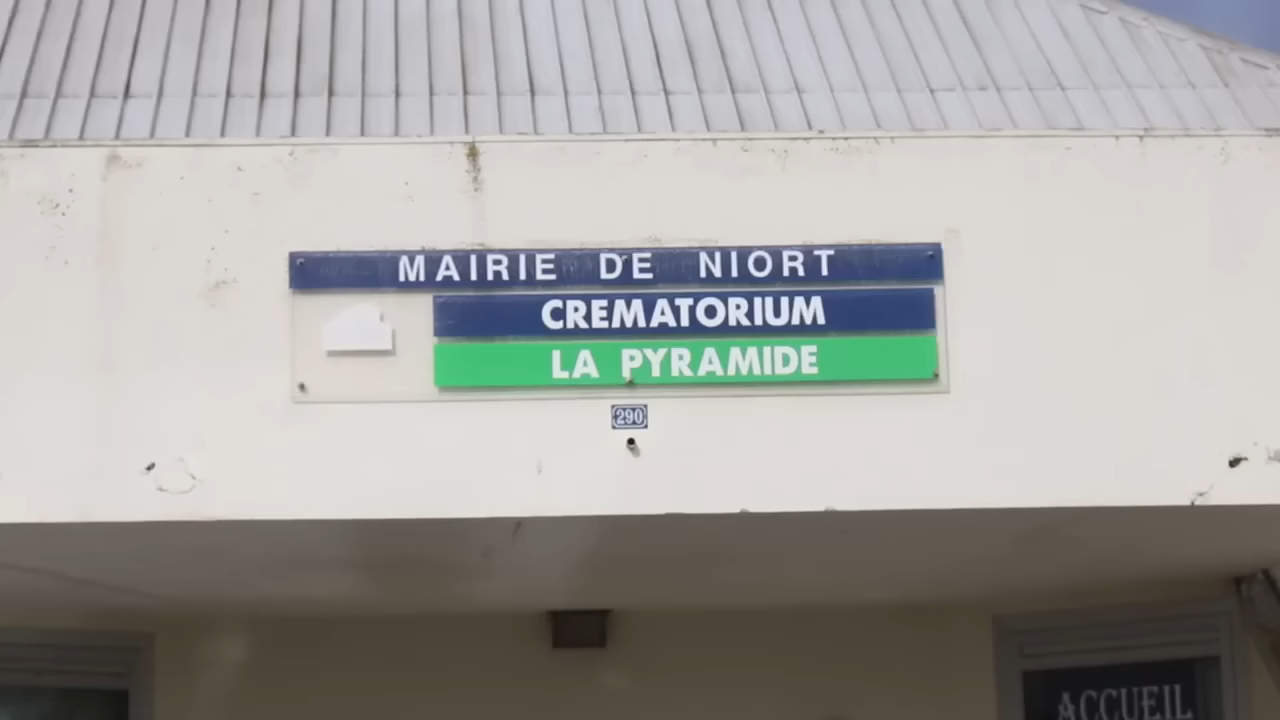 MAIRIE DE NIORT
CREMATORIUM
LA PYRAMIDE
290
ACCUEIL